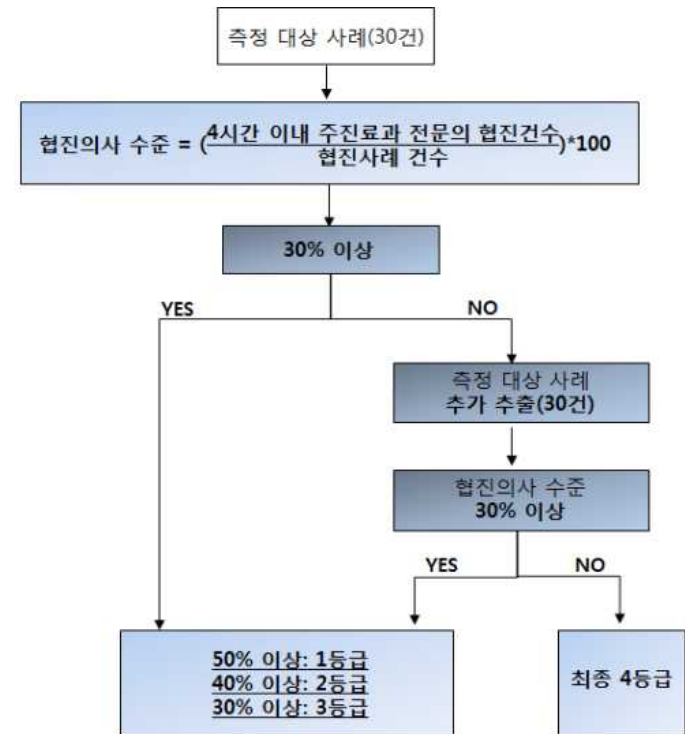 측정 대상 사례(30건)
협진의사 수준 = (4시간 이내 주진료과 전문의 협진건수
협진사례 건수)*100
30% 이상
YES
NO
측정 대상 사례
추가 추출(30건)
협진의사 수준
30% 이상
YES
NO
50% 이상: 1등급
40% 이상: 2등급
30% 이상: 3등급
최종 4등급